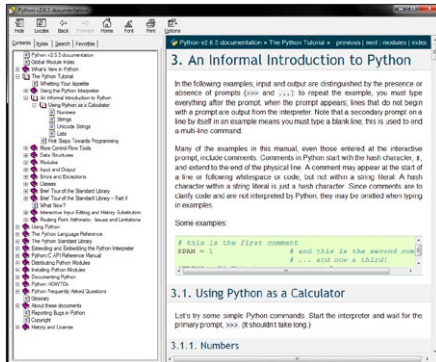 Python v2.6.5 documentation
Hide Locate Back Forward Home Font Print Options
Contents Index Search Favorites
Python v2.6.5 documentation
Global Module Index
What's New in Python
The Python Tutorial
Whetting Your Appetite
Using the Python Interpreter
An Informal Introduction to Python
Using Python as a Calculator
Numbers
Strings
Unicode Strings
Lists
First Steps Towards Programming
More Control Flow Tools
Data Structures
Modules
Input and Output
Errors and Exceptions
Classes
Brief Tour of the Standard Library
Brief Tour of the Standard Library – Part II
What Now?
Interactive Input Editing and History Substitution
Floating Point Arithmetic: Issues and Limitations
Using Python
The Python Language Reference
The Python Standard Library
Extending and Embedding the Python Interpreter
Python/C API Reference Manual
Distributing Python Modules
Installing Python Modules
Documenting Python
Python HOWTOs
Python Frequently Asked Questions
Glossary
About these documents
Reporting Bugs in Python
Copyright
History and License
Python v2.6.5 documentation » The Python Tutorial » previous | next | modules | index
3. An Informal Introduction to Python
In the following examples, input and output are distinguished by the presence or
absence of prompts (>>> and ...): to repeat the example, you must type
everything after the prompt, when the prompt appears; lines that do not begin
with a prompt are output from the interpreter. Note that a secondary prompt on a
line by itself in an example means you must type a blank line; this is used to end
a multi-line command.
Many of the examples in this manual, even those entered at the interactive
prompt, include comments. Comments in Python start with the hash character, #,
and extend to the end of the physical line. A comment may appear at the start of
a line or following whitespace or code, but not within a string literal. A hash
character within a string literal is just a hash character. Since comments are to
clarify code and are not interpreted by Python, they may be omitted when typing
in examples.
Some examples:
# this is the first comment
SPAM = 1 # and this is the second com
# ... and now a third!
3.1. Using Python as a Calculator
Let's try some simple Python commands. Start the interpreter and wait for the
primary prompt, >>>. (It shouldn't take long.)
3.1.1. Numbers